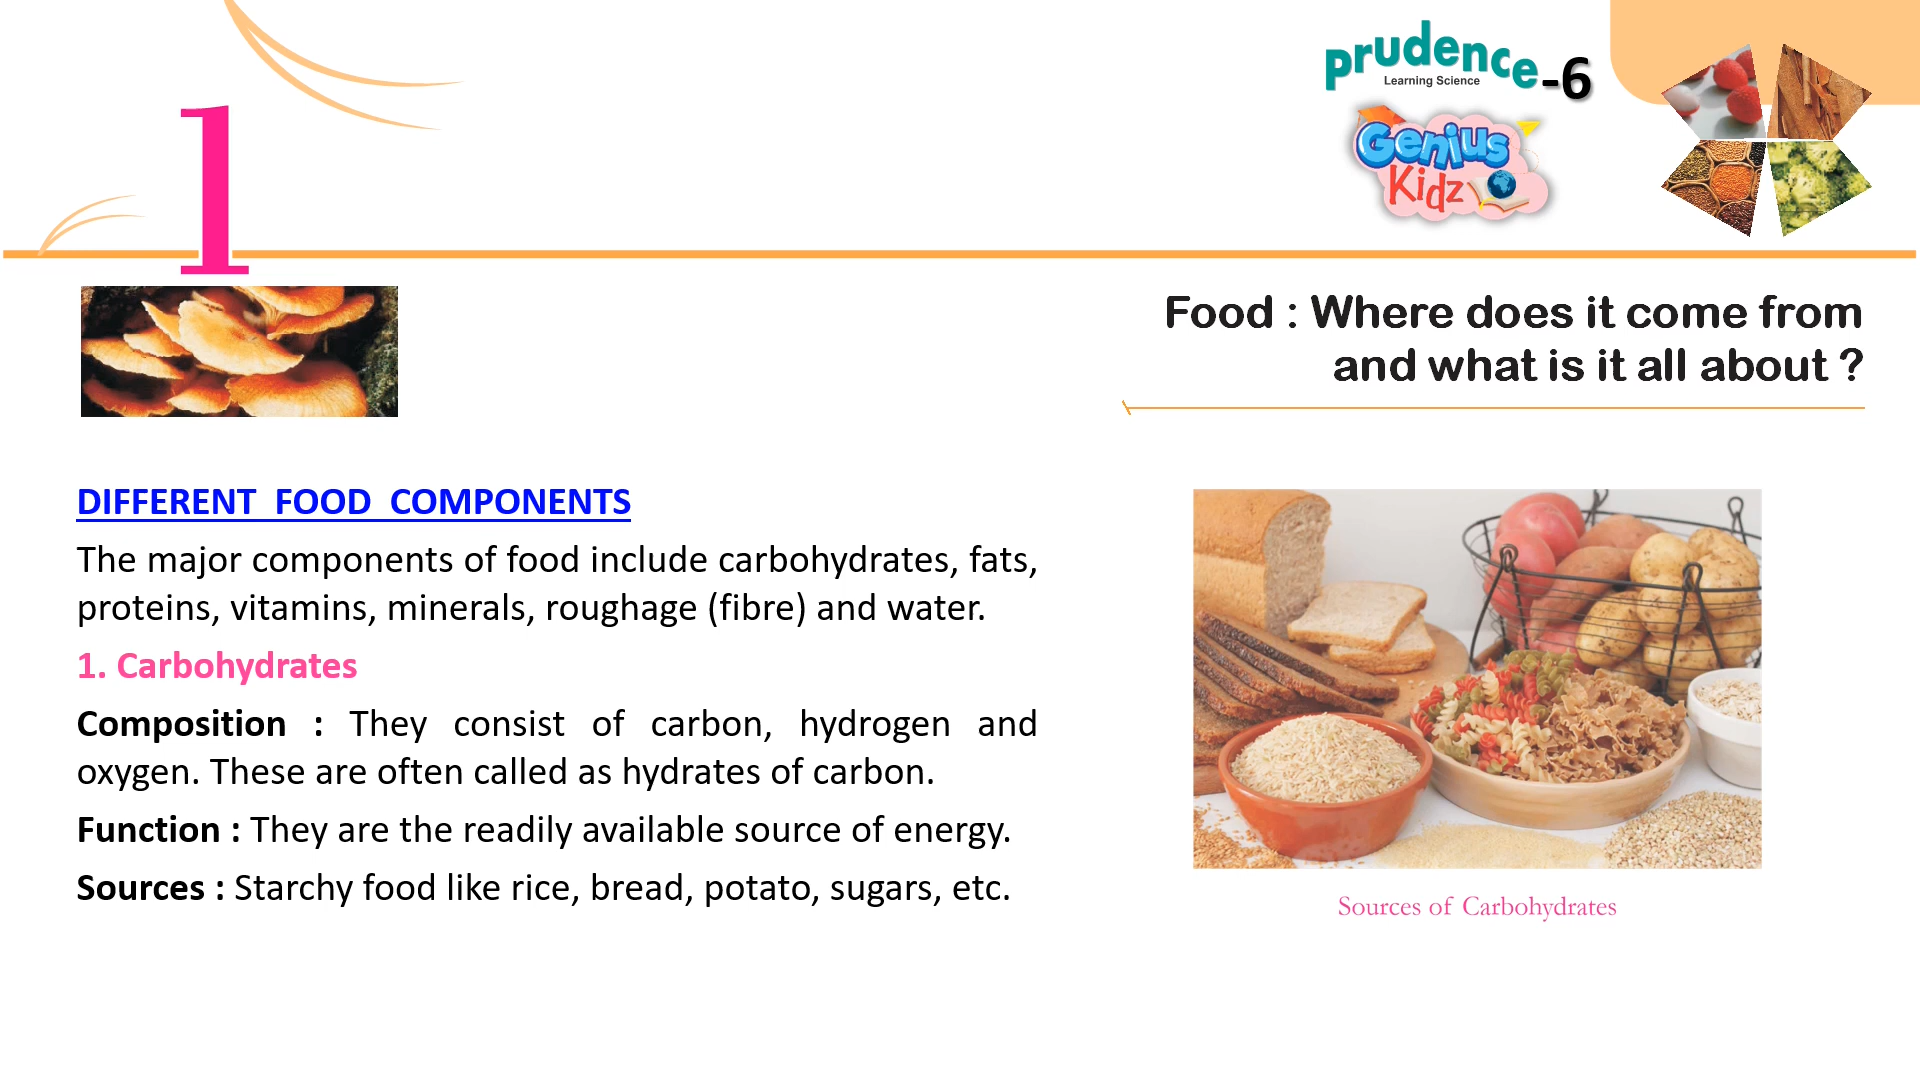 1
prudence-6
Learning Science
Genius
Kidz
Food : Where does it come from
and what is it all about ?
DIFFERENT FOOD COMPONENTS
The major components of food include carbohydrates, fats,
proteins, vitamins, minerals, roughage (fibre) and water.
1. Carbohydrates
Composition : They consist of carbon, hydrogen and
oxygen. These are often called as hydrates of carbon.
Function : They are the readily available source of energy.
Sources : Starchy food like rice, bread, potato, sugars, etc.
Sources of Carbohydrates